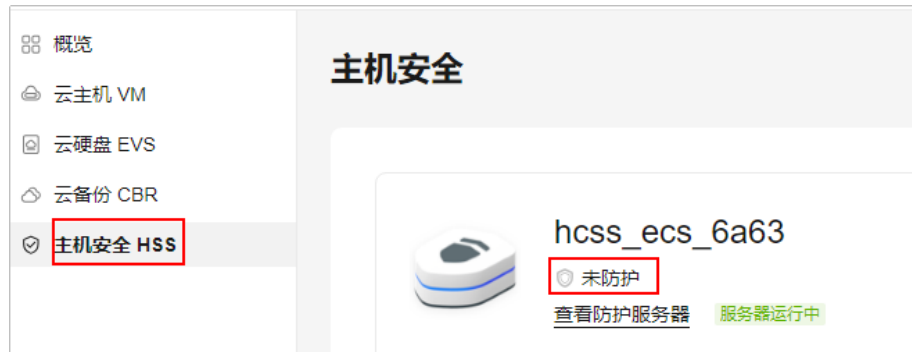 概览
云主机 VM
云硬盘 EVS
云备份 CBR
主机安全 HSS
主机安全
hcss_ecs_6a63
未防护
查看防护服务器 服务器运行中